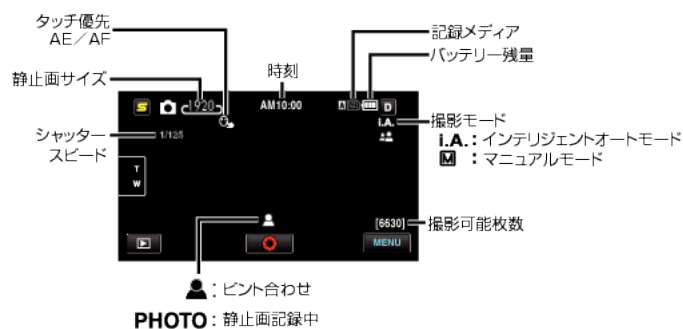 タッチ優先
AE／AF
静止画サイズ
時刻
記録メディア
バッテリー残量
S
1920
AM10:00
D
シャッター
スピード
1/125
i.A.
撮影モード
i.A.：インテリジェントオートモード
M：マニュアルモード
T
W
[6630]
撮影可能枚数
MENU
：ピント合わせ
PHOTO：静止画記録中